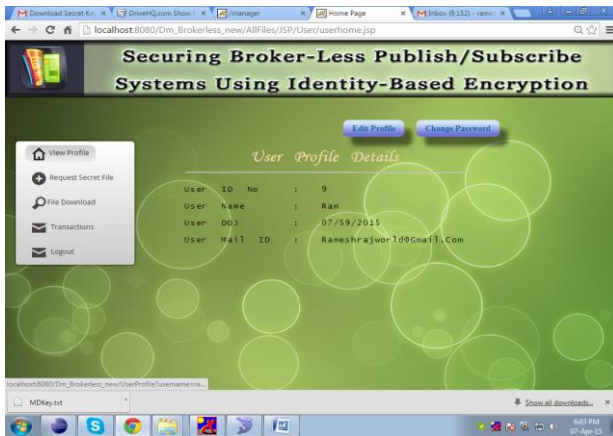 Download Secret Key
DriveHQ.com Show
/manager
Home Page
Inbox (9,152)
localhost:8080/Dm_Brokerless_new/AllFiles/JSP/User/userhome.jsp
Securing Broker-Less Publish/Subscribe
Systems Using Identity-Based Encryption
Edit Profile Change Password
View Profile
Request Secret File
File Download
Transactions
Logout
User Profile Details
User ID No : 9
User Name : Ram
User DOJ : 07/59/2015
User Mail ID : Rameshrajworld@Gmail.Com
localhost:8080/Dm_Brokerless_new/UserProfile?username=ra...
MDKey.txt
Show all downloads...
6:03 PM
07-Apr-15